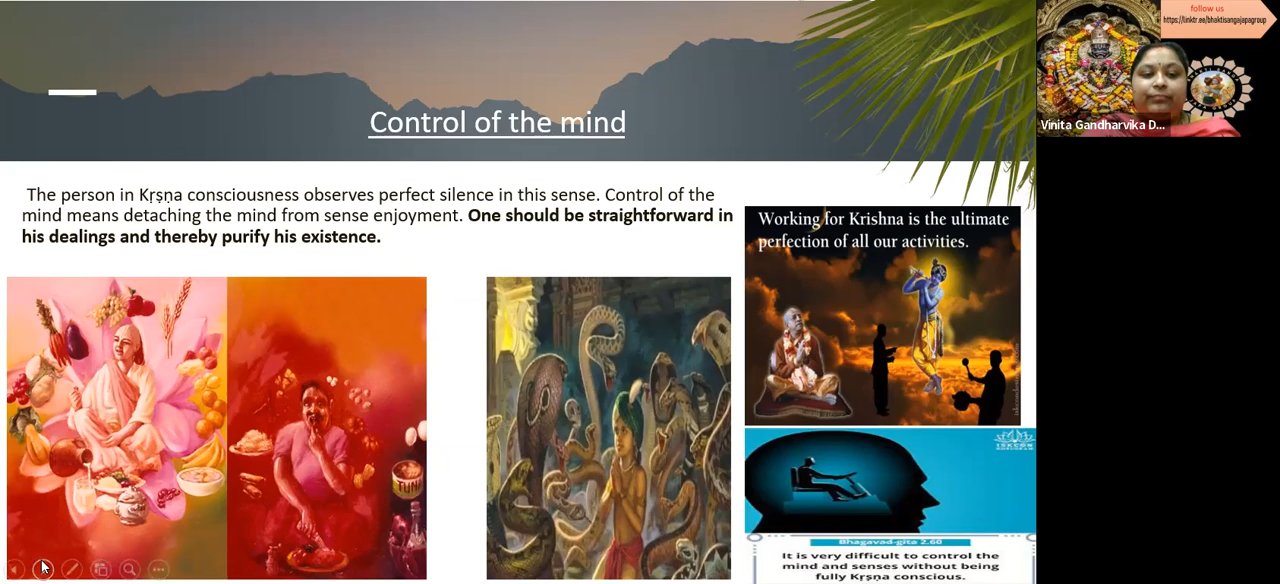 Control of the mind
The person in Kṛṣṇa consciousness observes perfect silence in this sense. Control of the
mind means detaching the mind from sense enjoyment. One should be straightforward in
his dealings and thereby purify his existence.
Working for Krishna is the ultimate
perfection of all our activities.
TUNA
Bhagavad-gita 2.60
It is very difficult to control the
mind and senses without being
fully Kṛṣṇa conscious.
follow us
https://linktr.ee/bhaktisangajapagroup
Vinita Gandharvika D...